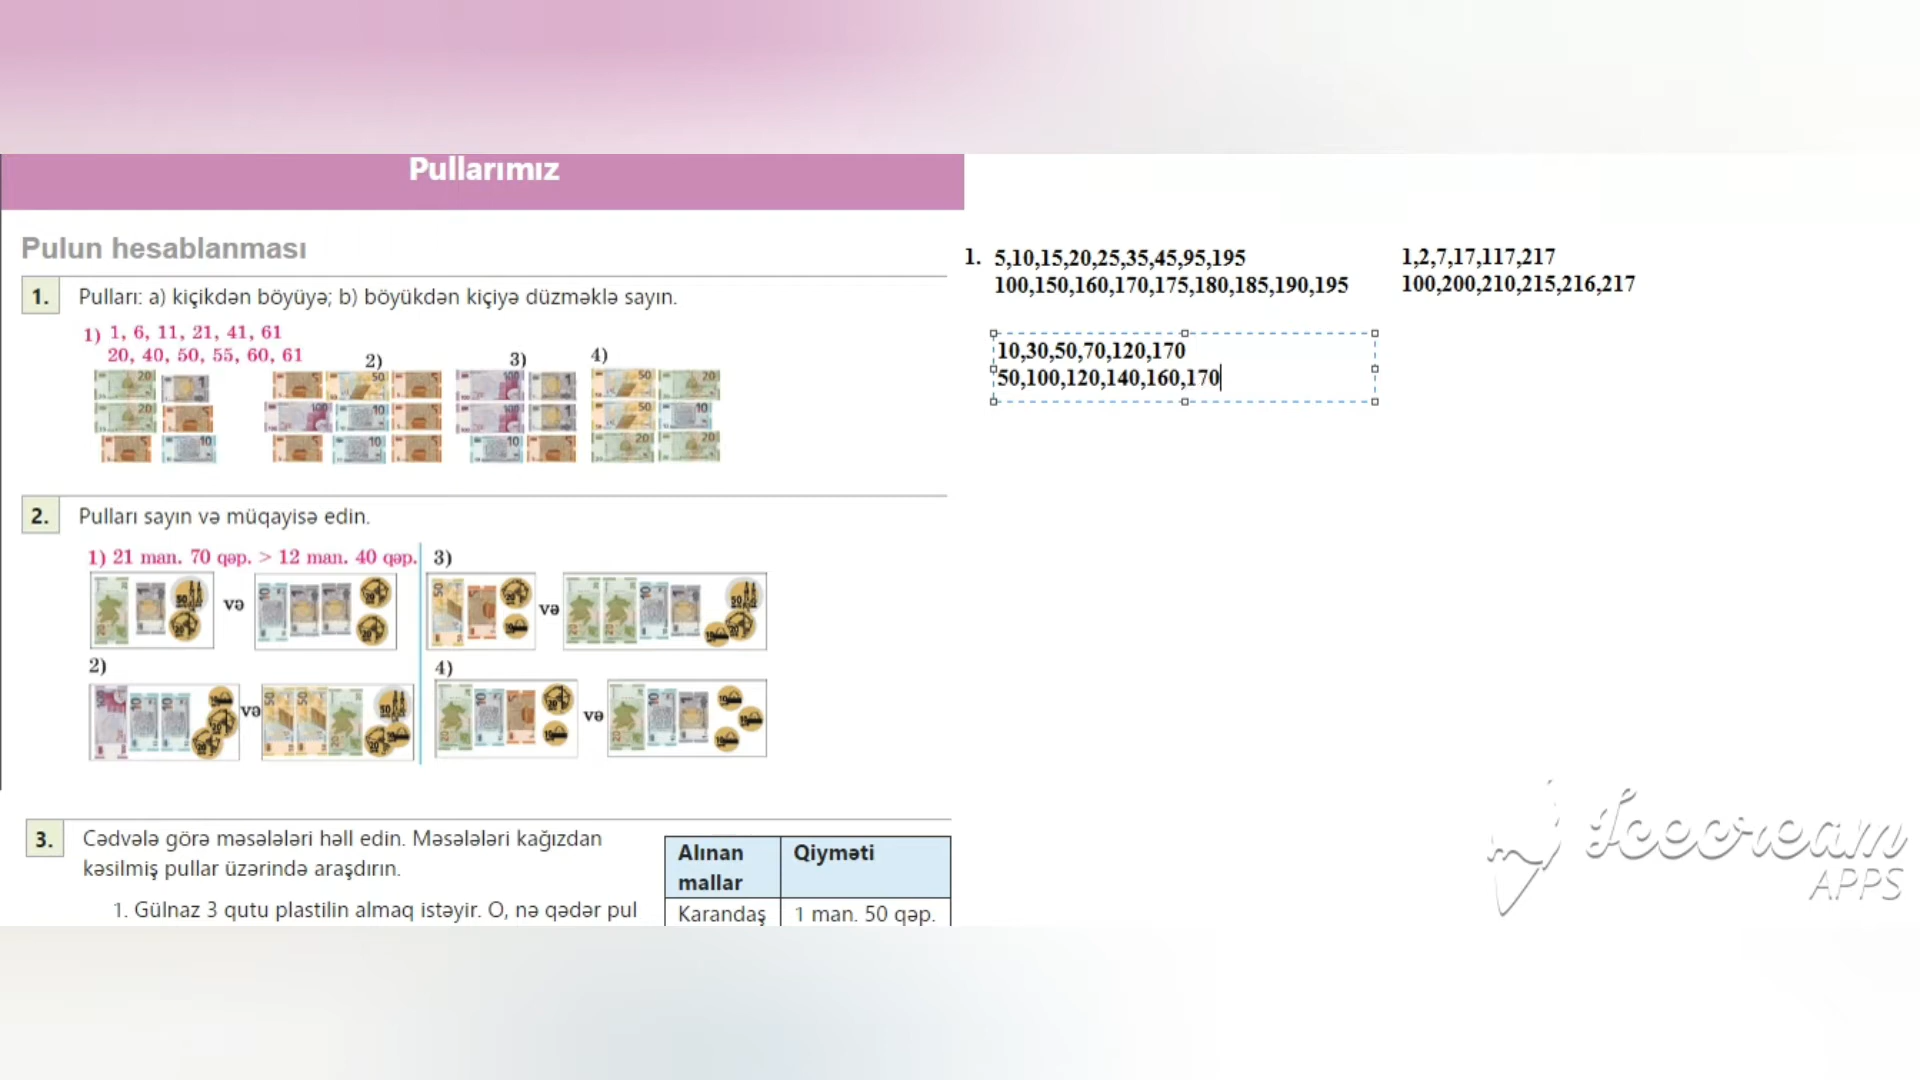 Pullarımız
Pulun hesablanması
1. Pulları: a) kiçikdən böyüyə; b) böyükdən kiçiyə düzməklə sayın.
1) 1, 6, 11, 21, 41, 61
20, 40, 50, 55, 60, 61
2)
3)
4)
2. Pulları sayın və müqayisə edin.
1) 21 man. 70 qəp. > 12 man. 40 qəp.
və
3)
və
2)
və
4)
və
3. Cədvələ görə məsələləri həll edin. Məsələləri kağızdan
kəsilmiş pullar üzərində araşdırın.
1. Gülnaz 3 qutu plastilin almaq istəyir. O, nə qədər pul
Alınan mallar
Qiyməti
Karandaş
1 man. 50 qəp.
1. 5,10,15,20,25,35,45,95,195
100,150,160,170,175,180,185,190,195
1,2,7,17,117,217
100,200,210,215,216,217
10,30,50,70,120,170
50,100,120,140,160,170
Icecream
APPS